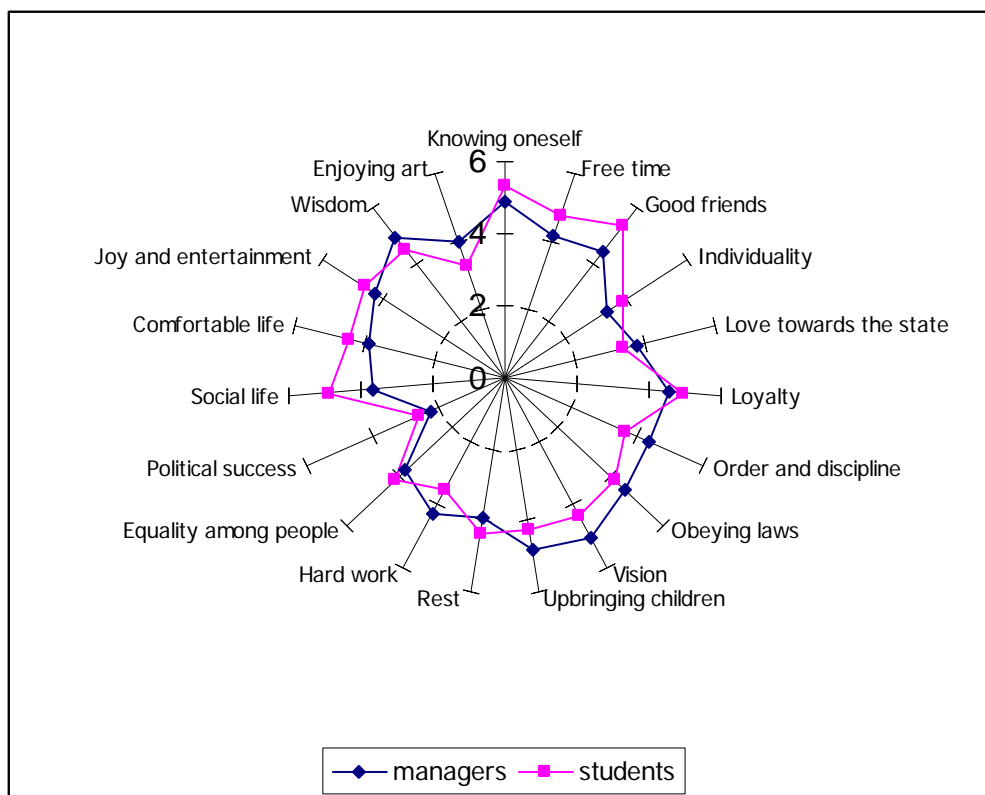 Knowing oneself
6
Enjoying art
Free time
Wisdom
Good friends
4
Joy and entertainment
Individuality
2
Comfortable life
Love towards the state
0
Social life
Loyalty
Political success
Order and discipline
Equality among people
Obeying laws
Hard work
Vision
Rest
Upbringing children
managers
students